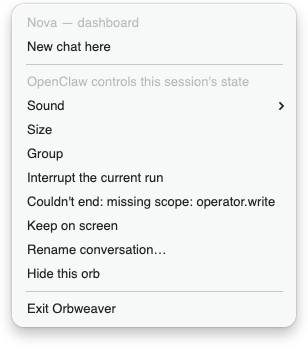 Nova — dashboard
New chat here
OpenClaw controls this session's state
Sound
Size
Group
Interrupt the current run
Couldn't end: missing scope: operator.write
Keep on screen
Rename conversation…
Hide this orb
Exit Orbweaver